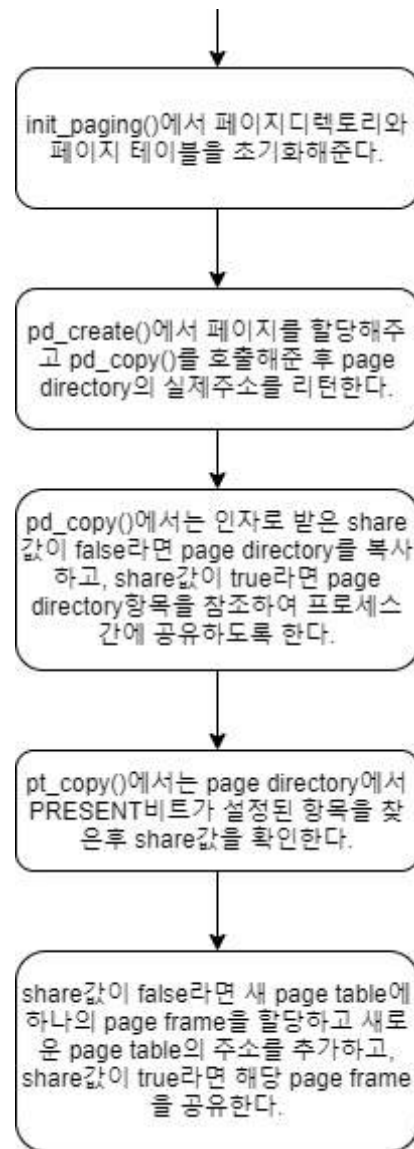 init_paging()에서 페이지디렉토리와
페이지 테이블을 초기화해준다.
pd_create()에서 페이지를 할당해주
고 pd_copy()를 호출해준 후 page
directory의 실제주소를 리턴한다.
pd_copy()에서는 인자로 받은 share
값이 false라면 page directory를 복사
하고, share값이 true라면 page
directory항목을 참조하여 프로세스
간에 공유하도록 한다.
pt_copy()에서는 page directory에서
PRESENT비트가 설정된 항목을 찾
은후 share값을 확인한다.
share값이 false라면 새 page table에
하나의 page frame을 할당하고 새로
운 page table의 주소를 추가하고,
share값이 true라면 해당 page frame
을 공유한다.